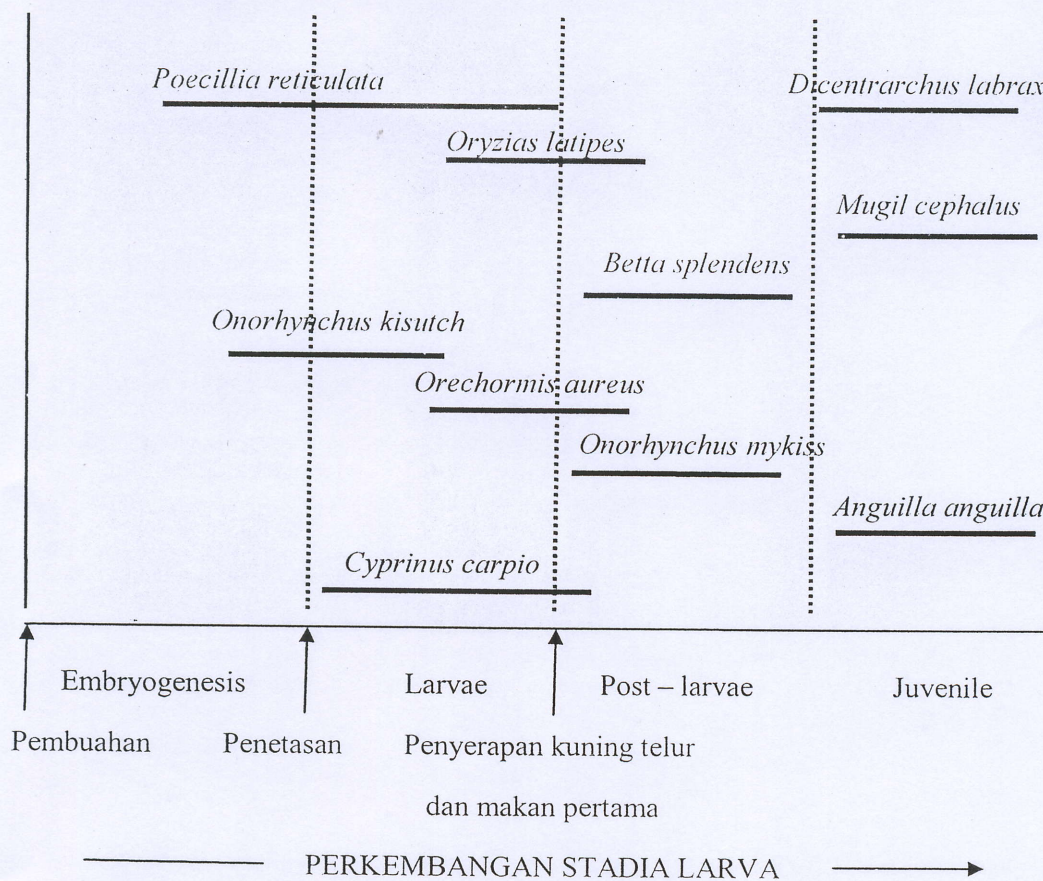 Poecillia reticulata
Dicentrarchus labrax
Oryzias latipes
Mugil cephalus
Betta splendens
Onorhynchus kisutch
Orechormis aureus
Onorhynchus mykiss
Anguilla anguilla
Cyprinus carpio
Embryogenesis Larvae Post – larvae Juvenile
Pembuahan Penetasan Penyerapan kuning telur
dan makan pertama
PERKEMBANGAN STADIA LARVA